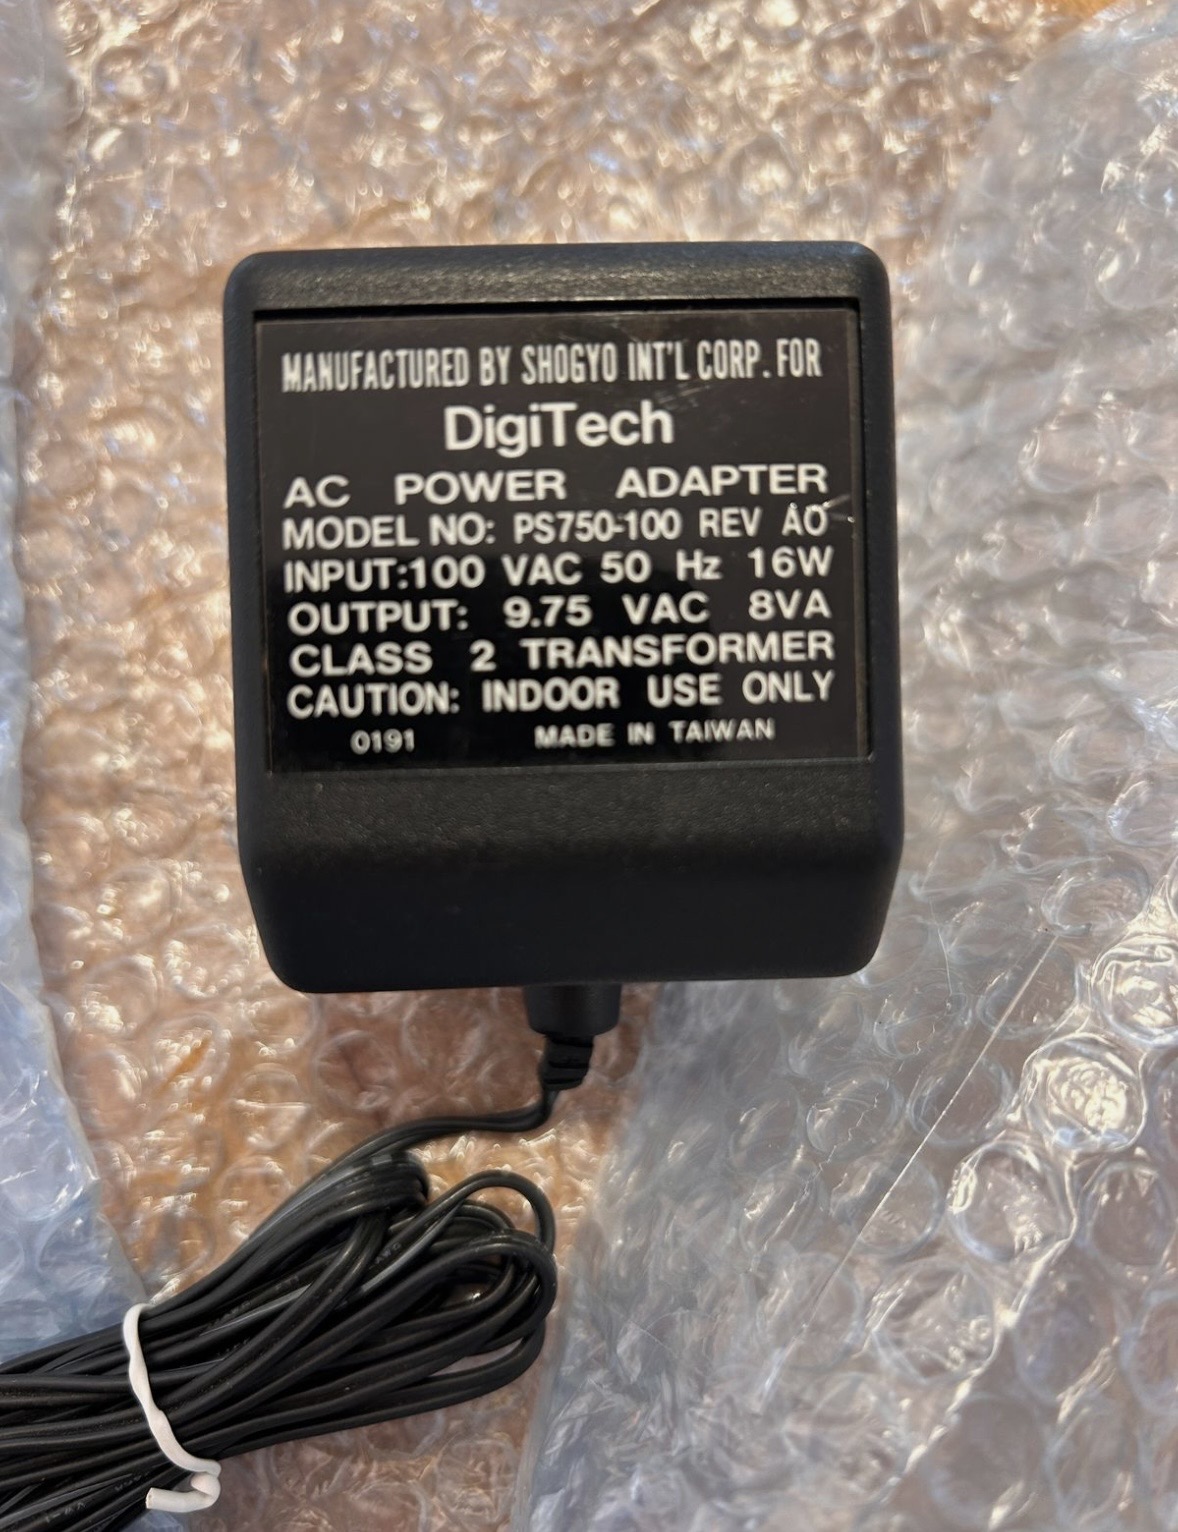 MANUFACTURED BY SHOGYO INT'L CORP. FOR
DigiTech
AC POWER ADAPTER
MODEL NO: PS750-100 REV AO
INPUT:100 VAC 50 Hz 16W
OUTPUT: 9.75 VAC 8VA
CLASS 2 TRANSFORMER
CAUTION: INDOOR USE ONLY
0191 MADE IN TAIWAN